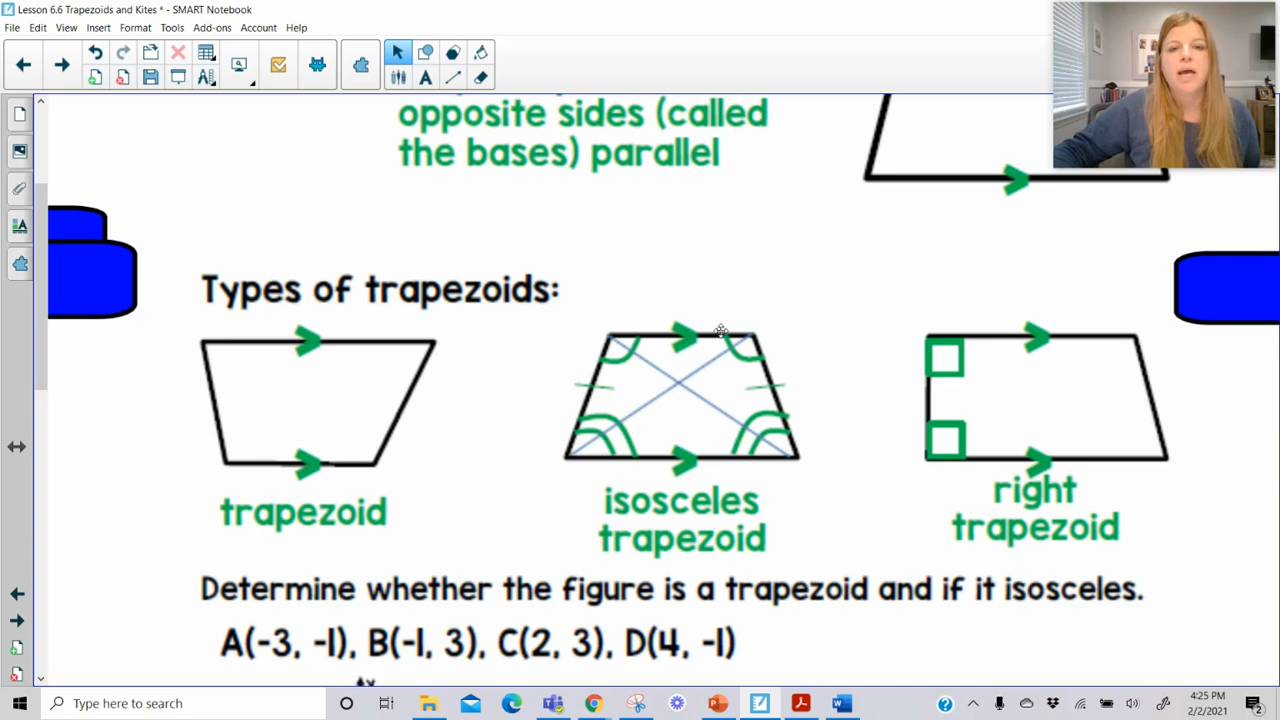 Lesson 6.6 Trapezoids and Kites * - SMART Notebook
File Edit View Insert Format Tools Add-ons Account Help
opposite sides (called
the bases) parallel
Types of trapezoids:
trapezoid
isosceles
trapezoid
right
trapezoid
Determine whether the figure is a trapezoid and if it isosceles.
A(-3, -1), B(-1, 3), C(2, 3), D(4, -1)
Type here to search
4:25 PM
2/2/2021